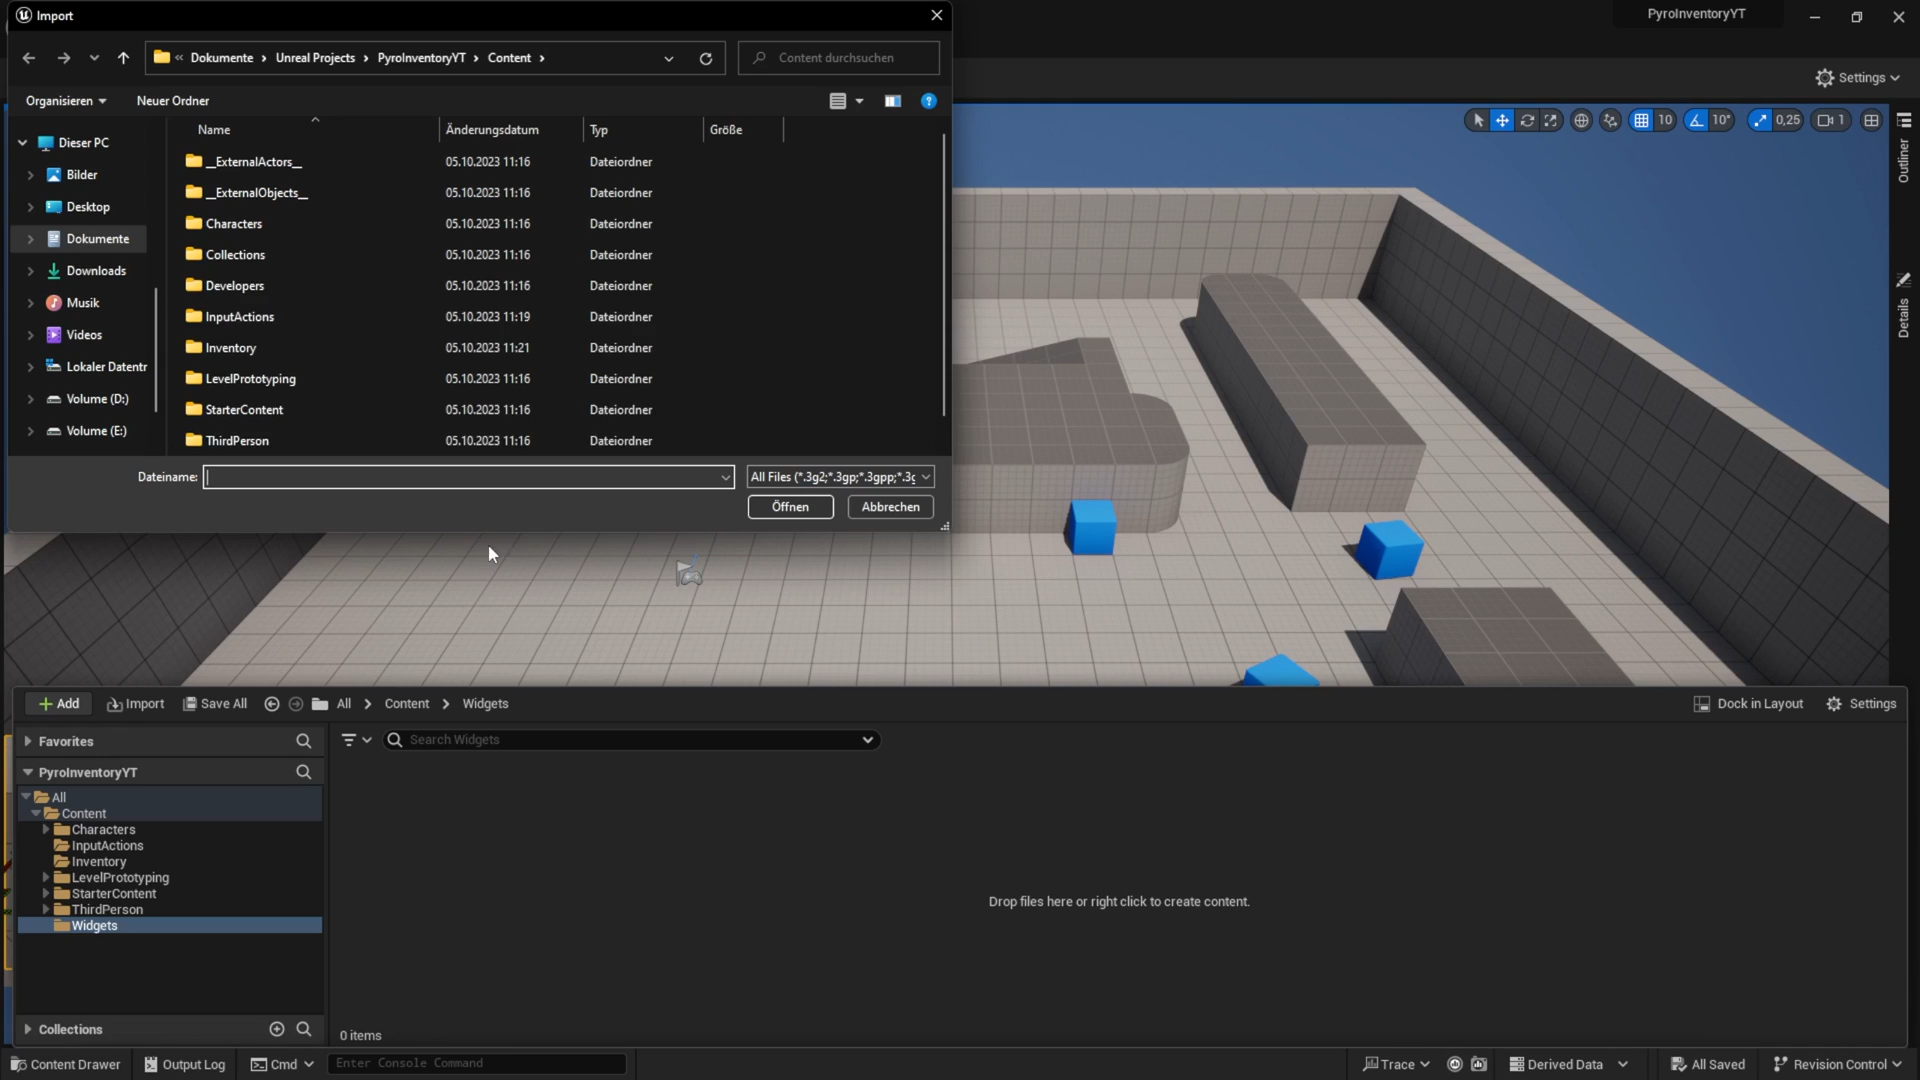 Import
PyroInventoryYT
« Dokumente › Unreal Projects › PyroInventoryYT › Content ›
Content durchsuchen
Organisieren
Neuer Ordner
Settings
Name
Änderungsdatum
Typ
Größe
10
10°
0,25
1
Outliner
Details
Dieser PC
Bilder
Desktop
Dokumente
Downloads
Musik
Videos
Lokaler Datentr
Volume (D:)
Volume (E:)
__ExternalActors__ 05.10.2023 11:16 Dateiordner
__ExternalObjects__ 05.10.2023 11:16 Dateiordner
Characters 05.10.2023 11:16 Dateiordner
Collections 05.10.2023 11:16 Dateiordner
Developers 05.10.2023 11:16 Dateiordner
InputActions 05.10.2023 11:19 Dateiordner
Inventory 05.10.2023 11:21 Dateiordner
LevelPrototyping 05.10.2023 11:16 Dateiordner
StarterContent 05.10.2023 11:16 Dateiordner
ThirdPerson 05.10.2023 11:16 Dateiordner
Dateiname:
All Files (*.3g2;*.3gp;*.3gpp;*.3g
Öffnen
Abbrechen
Add
Import
Save All
All > Content > Widgets
Dock in Layout
Settings
Favorites
Search Widgets
PyroInventoryYT
All
Content
Characters
InputActions
Inventory
LevelPrototyping
StarterContent
ThirdPerson
Widgets
Drop files here or right click to create content.
Collections
0 items
Content Drawer
Output Log
Cmd
Enter Console Command
Trace
Derived Data
All Saved
Revision Control